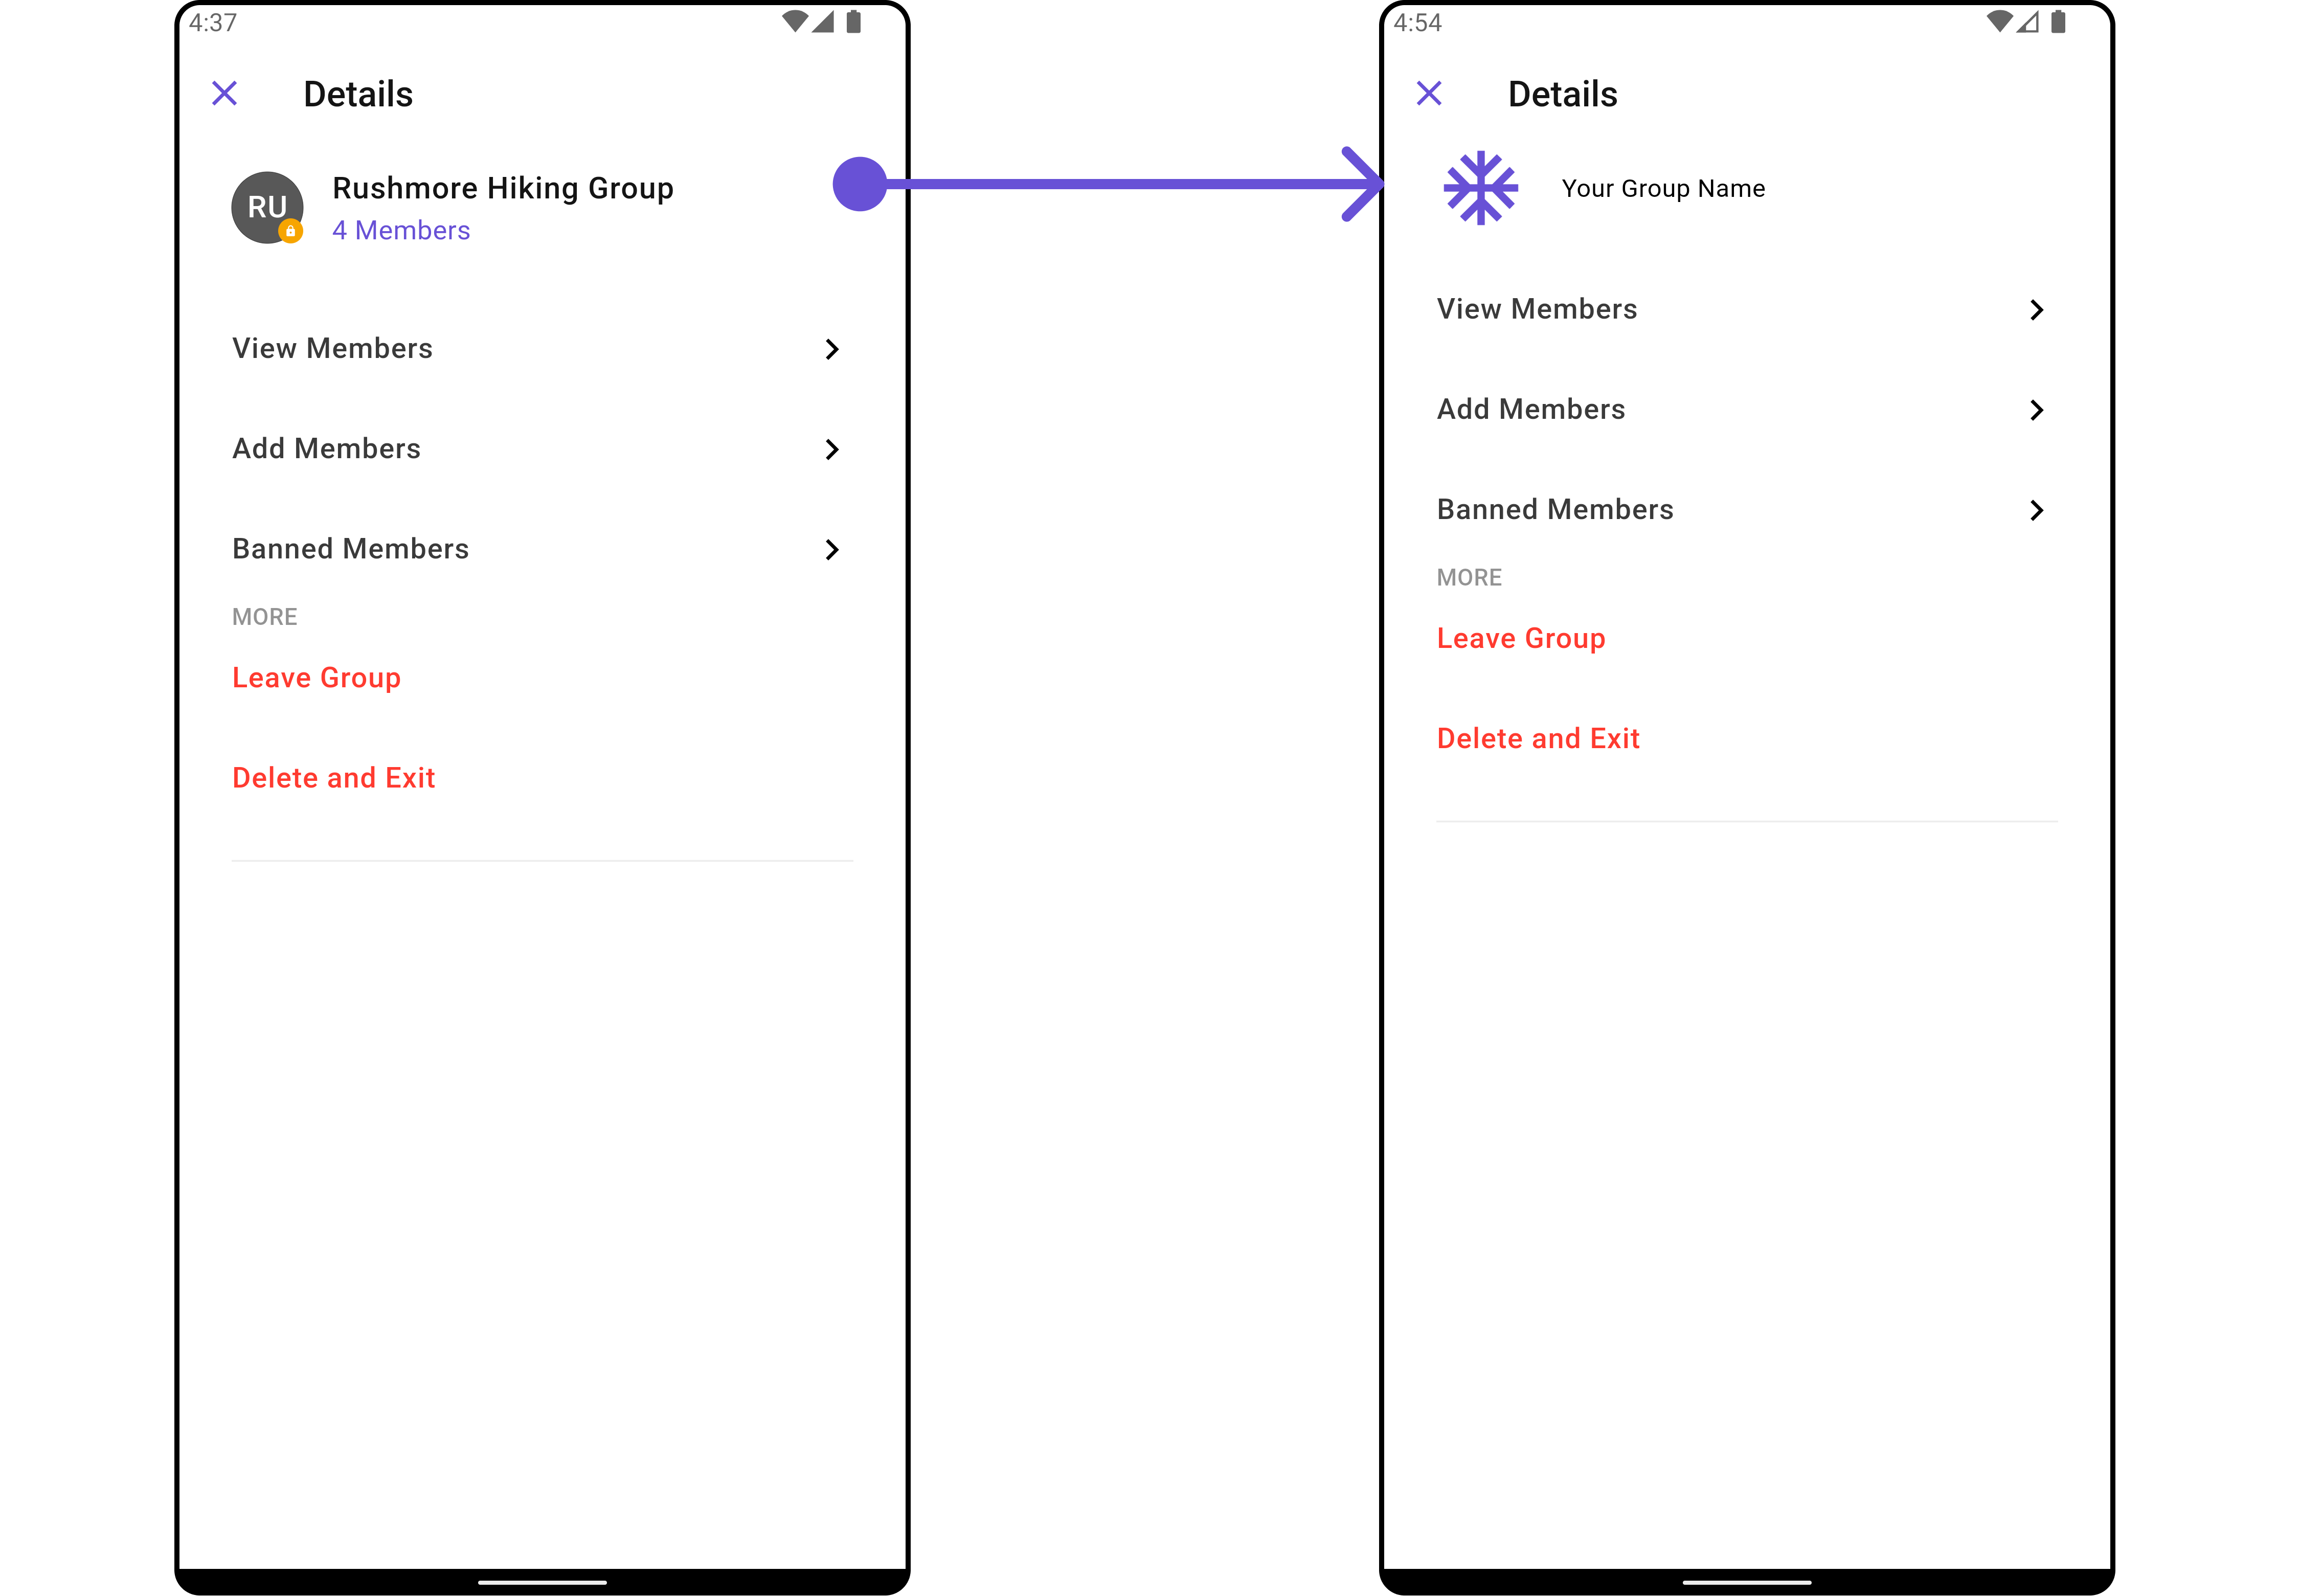 4:37
Details
RU
Rushmore Hiking Group
4 Members
View Members
Add Members
Banned Members
MORE
Leave Group
Delete and Exit
4:54
Details
Your Group Name
View Members
Add Members
Banned Members
MORE
Leave Group
Delete and Exit